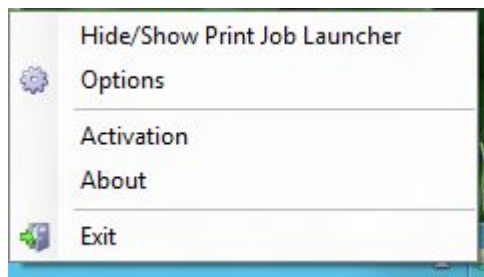 Hide/Show Print Job Launcher
Options
Activation
About
Exit